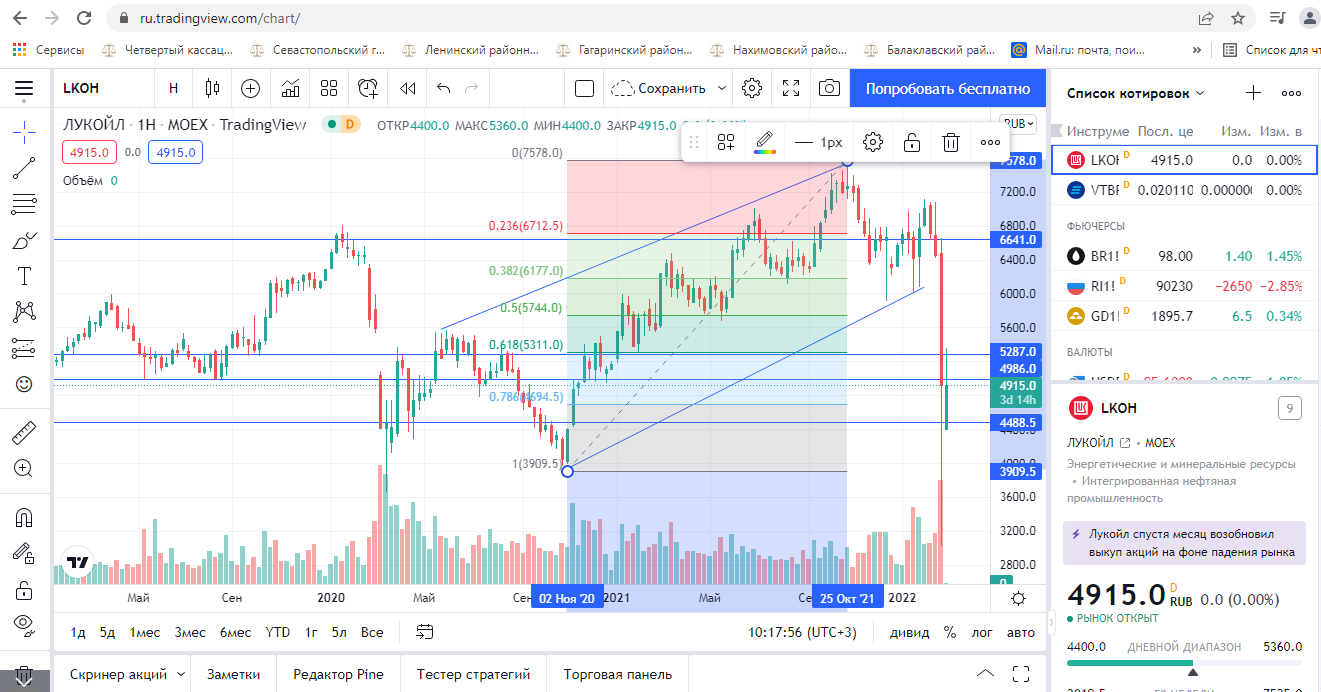 ru.tradingview.com/chart/
Сервисы Четвертый кассац... Севастопольский г... Ленинский районн... Гагаринский район... Нахимовский райо... Балаклавский рай... Mail.ru: почта, пои... » Список для чт
LKOH Н Сохранить Попробовать бесплатно
ЛУКОЙЛ · 1Н · MOEX · TradingView D ОТКР4400.0 МАКС5360.0 МИН4400.0 ЗАКР4915.0
4915.0 0.0 4915.0
Объём 0
1px
RUB
0(7578.0)
0.236(6712.5)
0.382(6177.0)
0.5(5744.0)
0.618(5311.0)
0.786(4694.5)
1(3909.5)
7578.0
7200.0
6800.0
6641.0
6400.0
6000.0
5600.0
5287.0
4986.0
4915.0
3d 14h
4488.5
3909.5
3600.0
3200.0
2800.0
0
Май Сен 2020 Май Сен 02 Ноя '20 2021 Май Се 25 Окт '21 2022
1д 5д 1мес 3мес 6мес YTD 1г 5л Все 10:17:56 (UTC+3) дивид % лог авто
Скринер акций Заметки Редактор Pine Тестер стратегий Торговая панель
Список котировок
Инструме Посл. це Изм. Изм. в
LKOH D 4915.0 0.0 0.00%
VTBR D 0.020110 0.000000 0.00%
ФЬЮЧЕРСЫ
BR1! D 98.00 1.40 1.45%
RI1! D 90230 −2650 −2.85%
GD1! D 1895.7 6.5 0.34%
ВАЛЮТЫ
LKOH 9
ЛУКОЙЛ • MOEX
Энергетические и минеральные ресурсы
• Интегрированная нефтяная
промышленность
Лукойл спустя месяц возобновил
выкуп акций на фоне падения рынка
4915.0 D RUB 0.0 (0.00%)
РЫНОК ОТКРЫТ
4400.0 ДНЕВНОЙ ДИАПАЗОН 5360.0